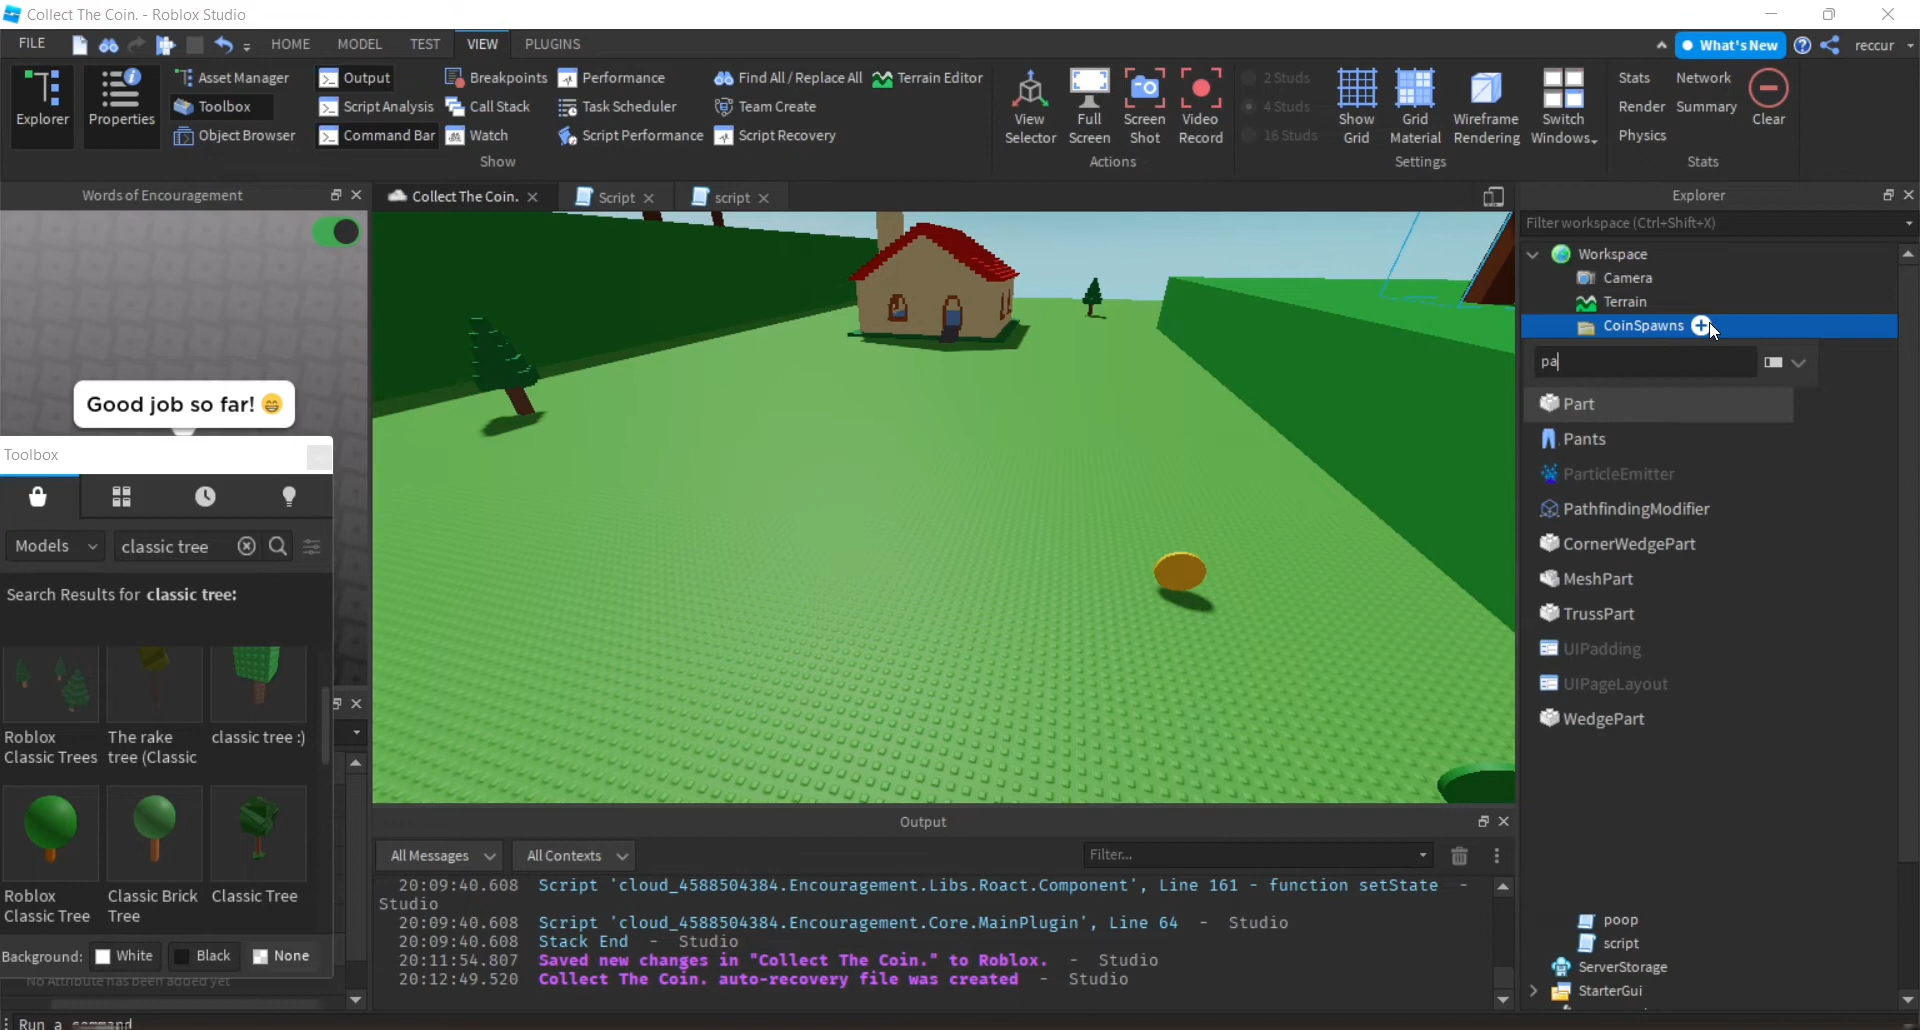 Collect The Coin. - Roblox Studio
FILE
HOME
MODEL
TEST
VIEW
PLUGINS
What's New
reccur
Explorer
Properties
Asset Manager
Toolbox
Object Browser
Output
Script Analysis
Command Bar
Breakpoints
Call Stack
Watch
Performance
Task Scheduler
Script Performance
Find All / Replace All
Team Create
Script Recovery
Terrain Editor
Show
View Selector
Full Screen
Screen Shot
Video Record
Actions
2 Studs
4 Studs
16 Studs
Show Grid
Grid Material
Wireframe Rendering
Switch Windows
Settings
Stats
Network
Render
Summary
Physics
Clear
Stats
Words of Encouragement
Collect The Coin.
Script
script
Explorer
Filter workspace (Ctrl+Shift+X)
Workspace
Camera
Terrain
CoinSpawns
pa
Part
Pants
ParticleEmitter
PathfindingModifier
CornerWedgePart
MeshPart
TrussPart
UIPadding
UIPageLayout
WedgePart
poop
script
ServerStorage
StarterGui
Good job so far! 😁
Toolbox
Models
classic tree
Search Results for classic tree:
Roblox Classic Trees
The rake tree (Classic
classic tree :)
Roblox Classic Tree
Classic Brick Tree
Classic Tree
Background:
White
Black
None
No Attribute has been added yet
Run a command
Output
All Messages
All Contexts
Filter...
20:09:40.608 Script 'cloud_4588504384.Encouragement.Libs.Roact.Component', Line 161 - function setState -
Studio
20:09:40.608 Script 'cloud_4588504384.Encouragement.Core.MainPlugin', Line 64 - Studio
20:09:40.608 Stack End - Studio
20:11:54.807 Saved new changes in "Collect The Coin." to Roblox. - Studio
20:12:49.520 Collect The Coin. auto-recovery file was created - Studio